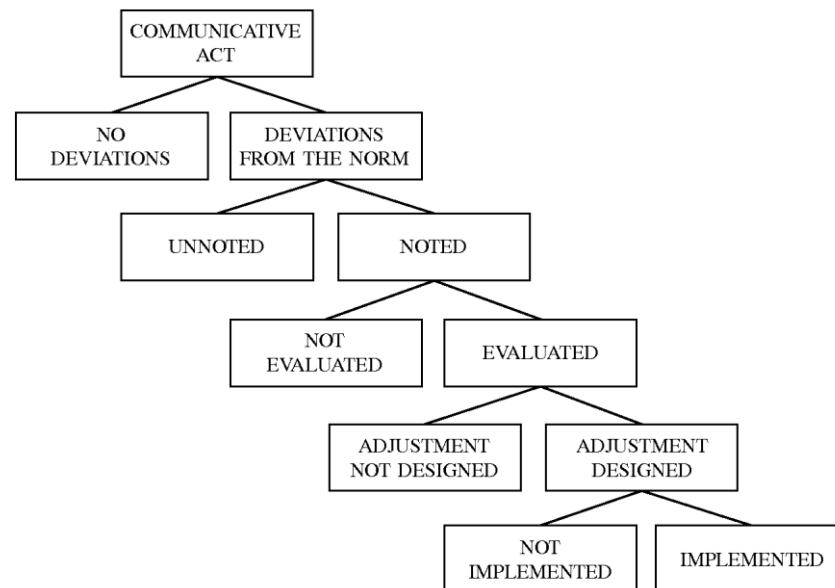 COMMUNICATIVE
ACT
NO
DEVIATIONS
DEVIATIONS
FROM THE NORM
UNNOTED
NOTED
NOT
EVALUATED
EVALUATED
ADJUSTMENT
NOT DESIGNED
ADJUSTMENT
DESIGNED
NOT
IMPLEMENTED
IMPLEMENTED